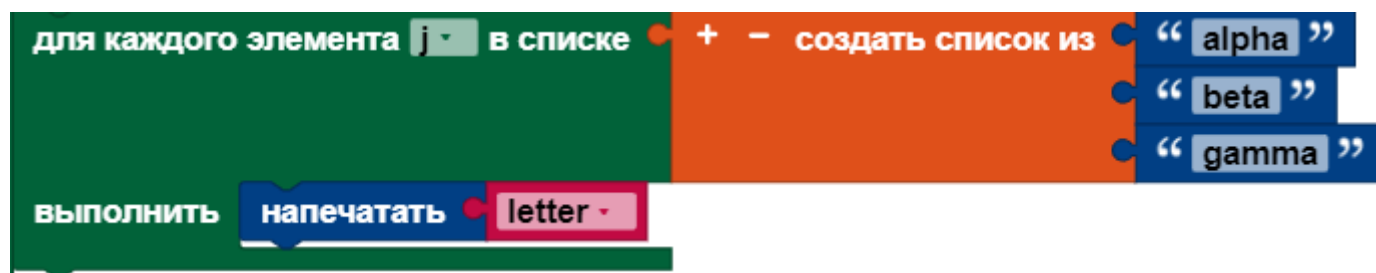 для каждого элемента j в списке + − создать список из “ alpha ”
“ beta ”
“ gamma ”
выполнить напечатать letter